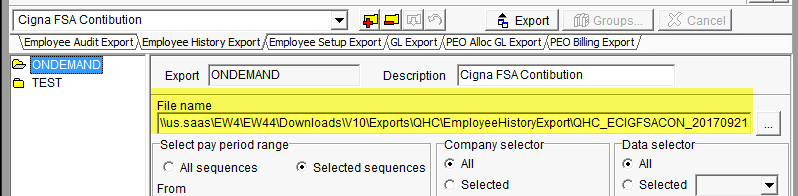 Cigna FSA Contibution Export Groups... Cancel
Employee Audit Export Employee History Export Employee Setup Export GL Export PEO Alloc GL Export PEO Billing Export
ONDEMAND
TEST
Export ONDEMAND Description Cigna FSA Contibution
File name
\\us.saas\EW4\EW44\Downloads\V10\Exports\QHC\EmployeeHistoryExport\QHC_ECIGFSACON_20170921 ...
Select pay period range Company selector Data selector
All sequences Selected sequences All All
From Selected Selected